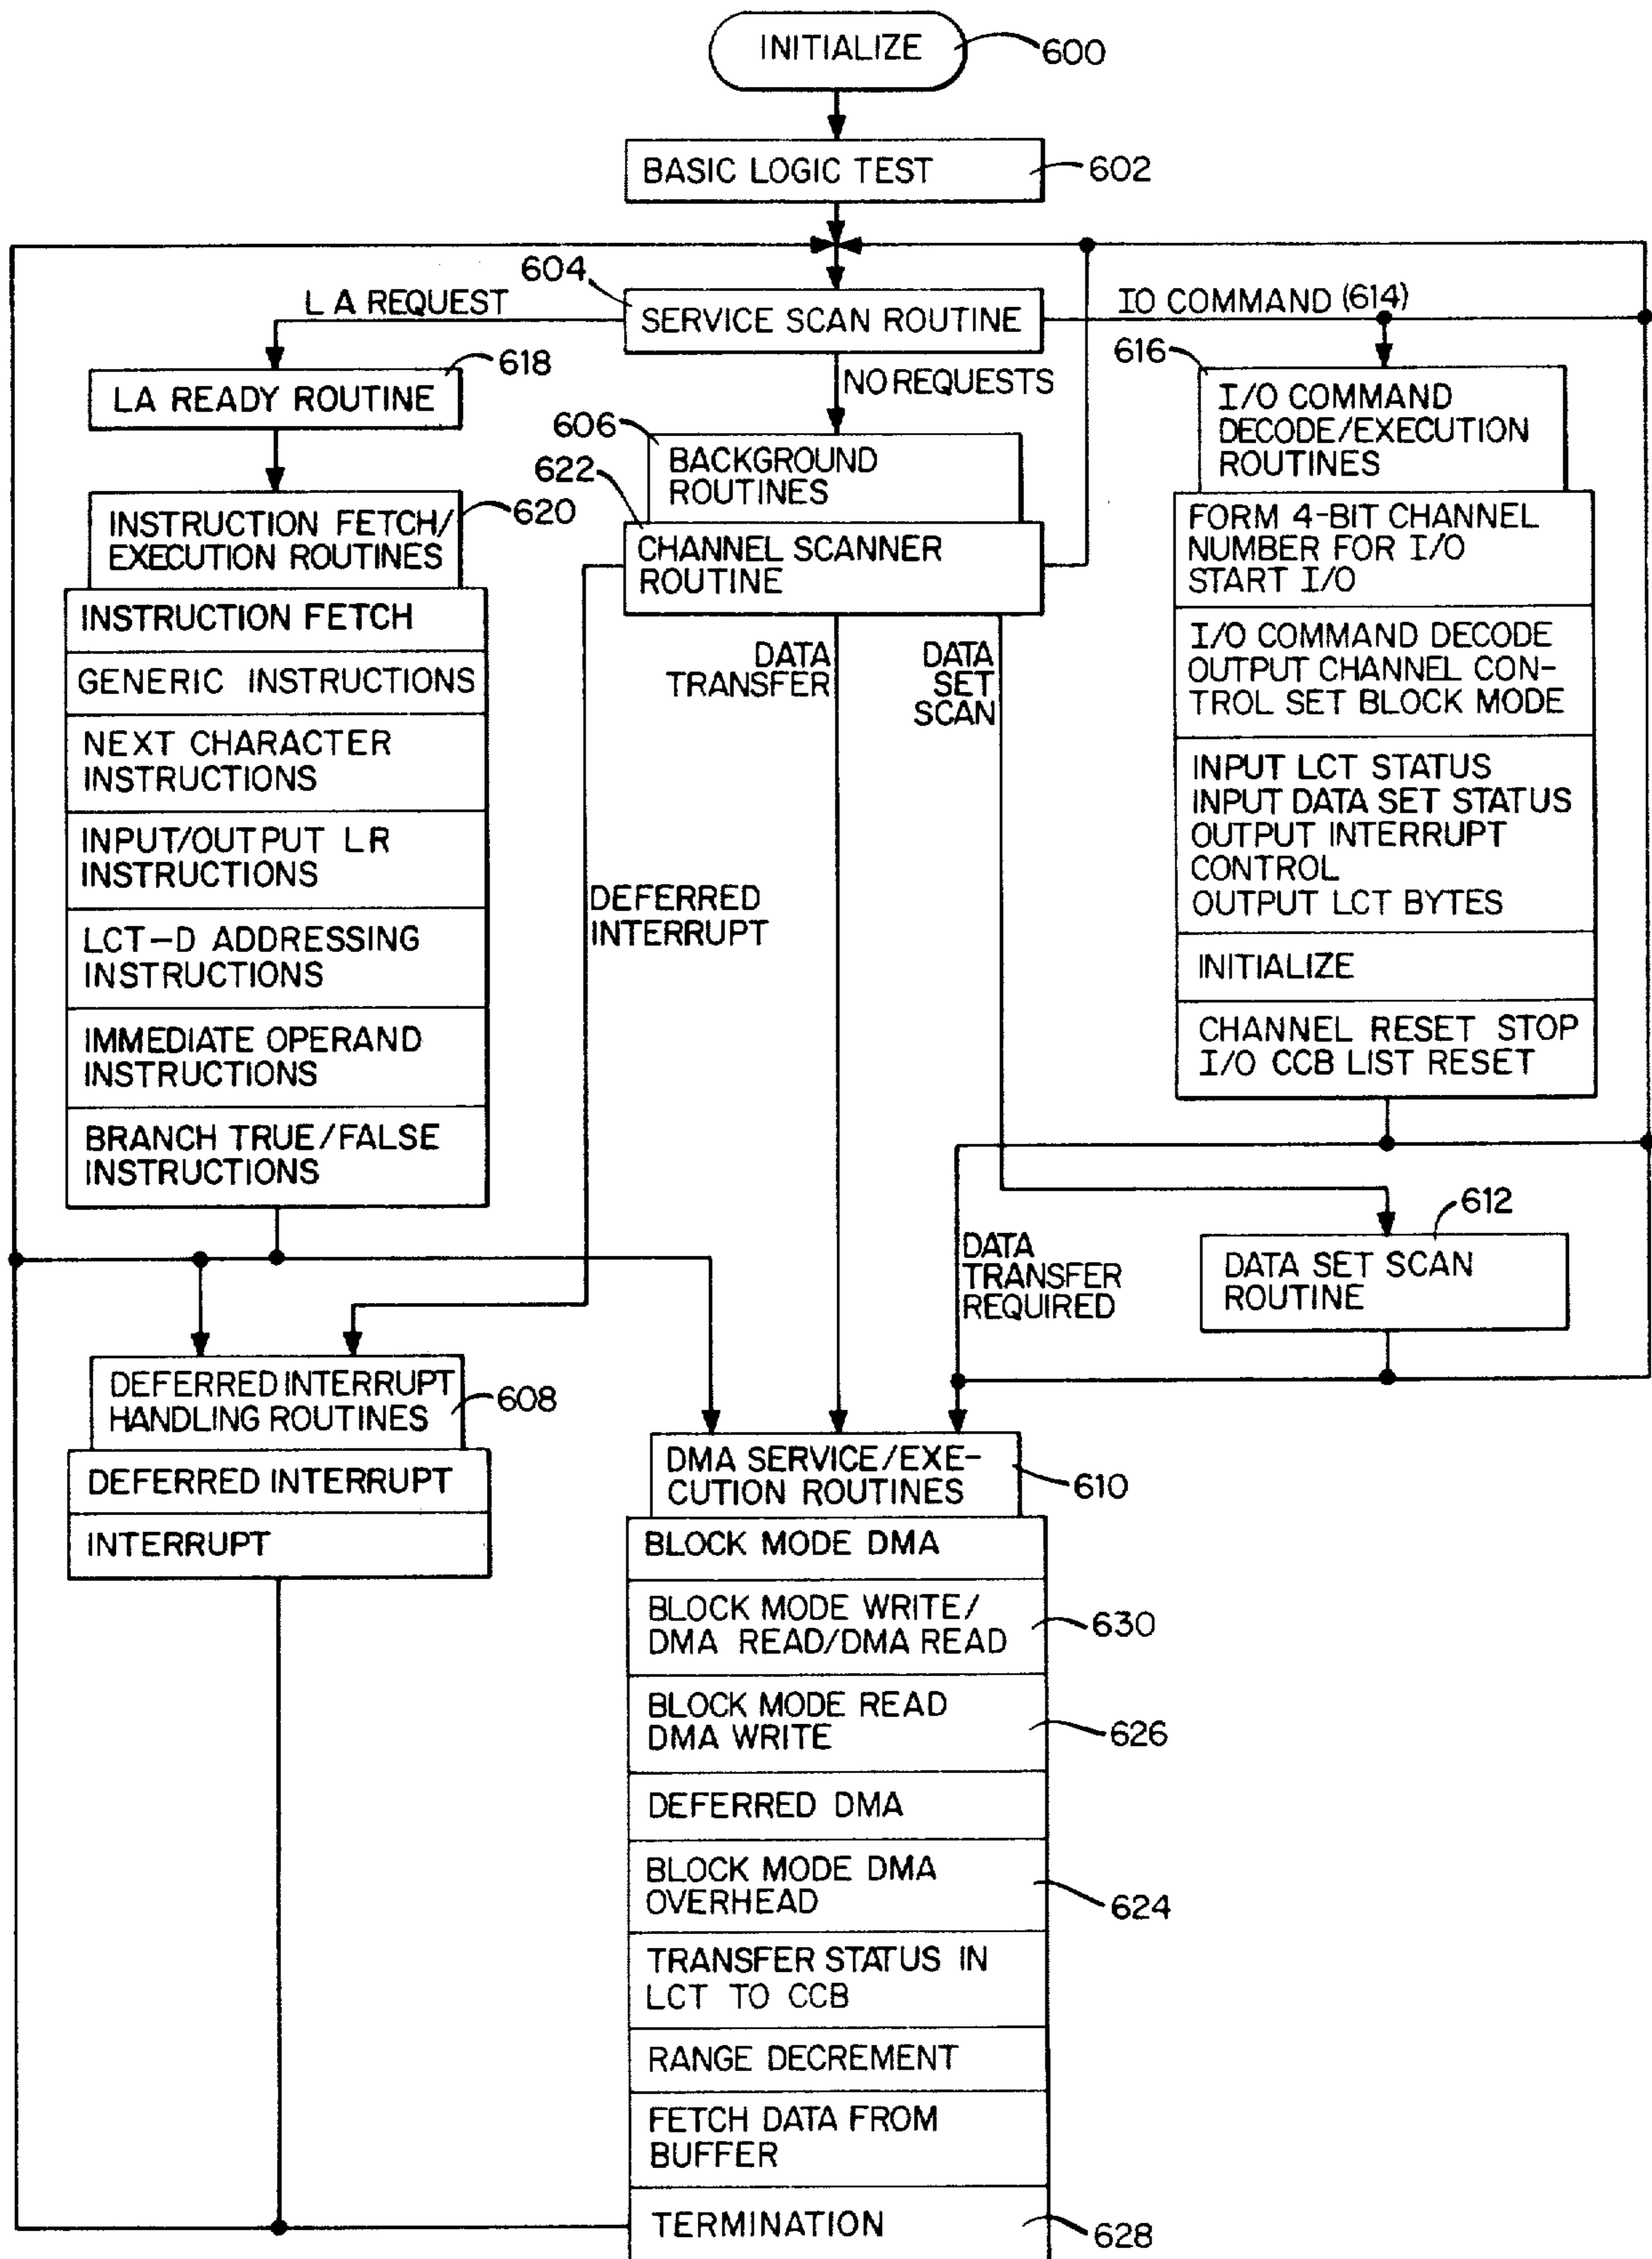 INITIALIZE
600
BASIC LOGIC TEST
602
604
LA REQUEST
SERVICE SCAN ROUTINE
IO COMMAND (614)
618
LA READY ROUTINE
NO REQUESTS
616
I/O COMMAND
DECODE/EXECUTION
ROUTINES
606
BACKGROUND
ROUTINES
622
CHANNEL SCANNER
ROUTINE
INSTRUCTION FETCH/
EXECUTION ROUTINES
620
INSTRUCTION FETCH
GENERIC INSTRUCTIONS
NEXT CHARACTER
INSTRUCTIONS
INPUT/OUTPUT LR
INSTRUCTIONS
LCT-D ADDRESSING
INSTRUCTIONS
IMMEDIATE OPERAND
INSTRUCTIONS
BRANCH TRUE/FALSE
INSTRUCTIONS
DATA
TRANSFER
DATA
SET
SCAN
DEFERRED
INTERRUPT
FORM 4-BIT CHANNEL
NUMBER FOR I/O
START I/O
I/O COMMAND DECODE
OUTPUT CHANNEL CON-
TROL SET BLOCK MODE
INPUT LCT STATUS
INPUT DATA SET STATUS
OUTPUT INTERRUPT
CONTROL
OUTPUT LCT BYTES
INITIALIZE
CHANNEL RESET STOP
I/O CCB LIST RESET
612
DATA SET SCAN
ROUTINE
DATA
TRANSFER
REQUIRED
DEFERRED INTERRUPT
HANDLING ROUTINES
608
DEFERRED INTERRUPT
INTERRUPT
DMA SERVICE/EXE-
CUTION ROUTINES
610
BLOCK MODE DMA
BLOCK MODE WRITE/
DMA READ/DMA READ
630
BLOCK MODE READ
DMA WRITE
626
DEFERRED DMA
BLOCK MODE DMA
OVERHEAD
624
TRANSFER STATUS IN
LCT TO CCB
RANGE DECREMENT
FETCH DATA FROM
BUFFER
TERMINATION
628